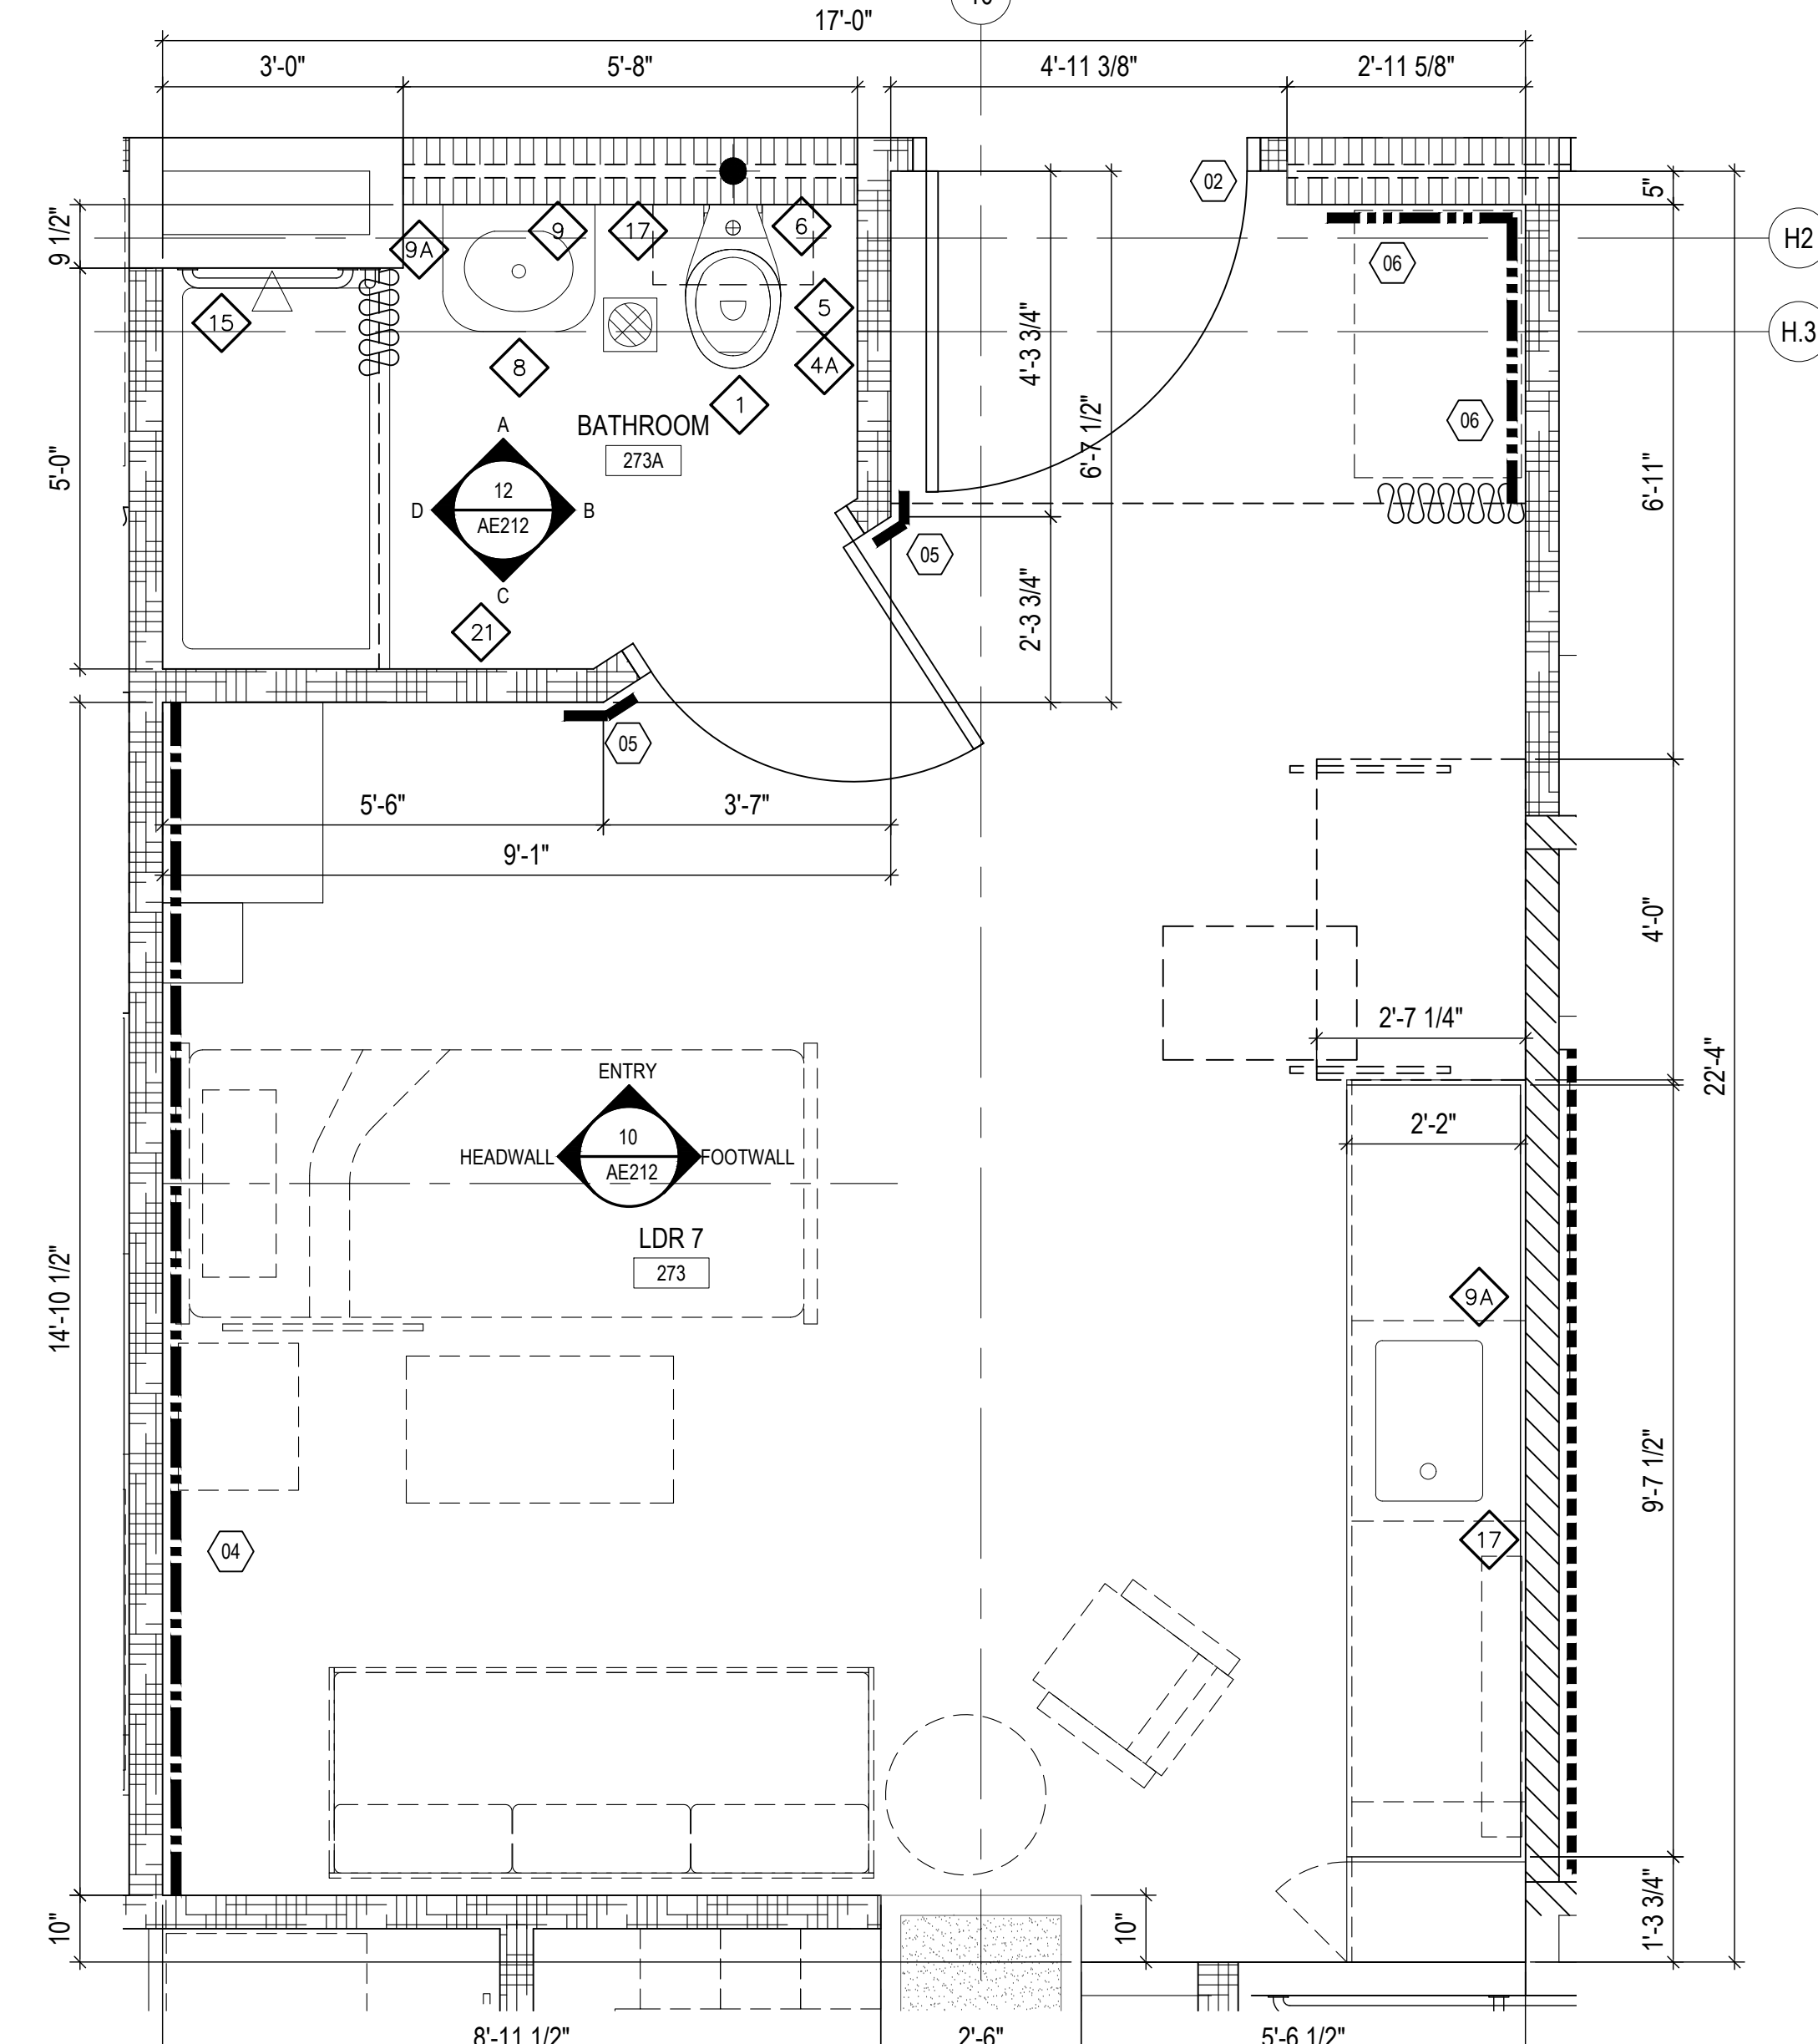 17'-0"
3'-0"
5'-8"
4'-11 3/8"
2'-11 5/8"
02
5"
9 1/2"
9A
9
17
6
H2
06
15
5
H.3
4'-3 3/4"
8
4A
1
06
6'-7 1/2"
A
BATHROOM
273A
5'-0"
12
D
B
AE212
6'-11"
05
C
2'-3 3/4"
21
05
5'-6"
3'-7"
9'-1"
4'-0"
2'-7 1/4"
22'-4"
ENTRY
2'-2"
10
HEADWALL
FOOTWALL
AE212
LDR 7
273
9A
14'-10 1/2"
9'-7 1/2"
17
04
10"
10"
1'-3 3/4"
8'-11 1/2"
2'-6"
5'-6 1/2"